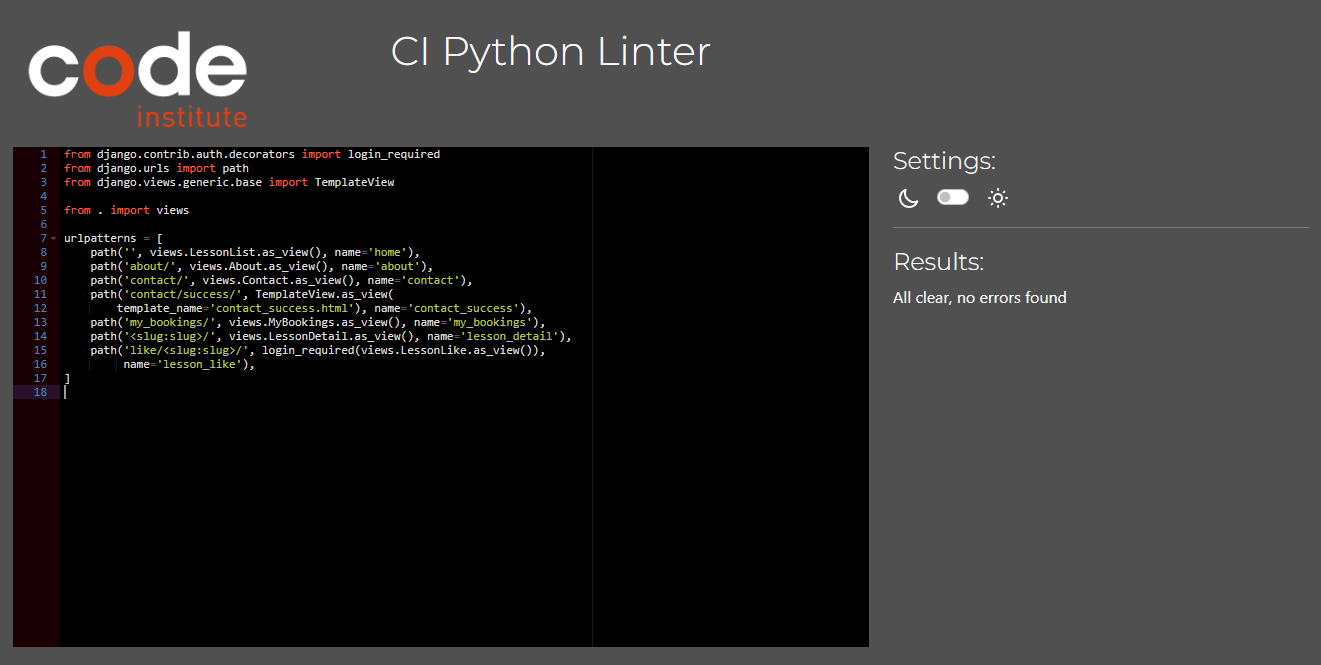 code
institute
CI Python Linter
1 from django.contrib.auth.decorators import login_required
2 from django.urls import path
3 from django.views.generic.base import TemplateView
4
5 from . import views
6
7 urlpatterns = [
8     path('', views.LessonList.as_view(), name='home'),
9     path('about/', views.About.as_view(), name='about'),
10     path('contact/', views.Contact.as_view(), name='contact'),
11     path('contact/success/', TemplateView.as_view(
12         template_name='contact_success.html'), name='contact_success'),
13     path('my_bookings/', views.MyBookings.as_view(), name='my_bookings'),
14     path('<slug:slug>/', views.LessonDetail.as_view(), name='lesson_detail'),
15     path('like/<slug:slug>/', login_required(views.LessonLike.as_view()),
16          name='lesson_like'),
17 ]
18
Settings:
Results:
All clear, no errors found